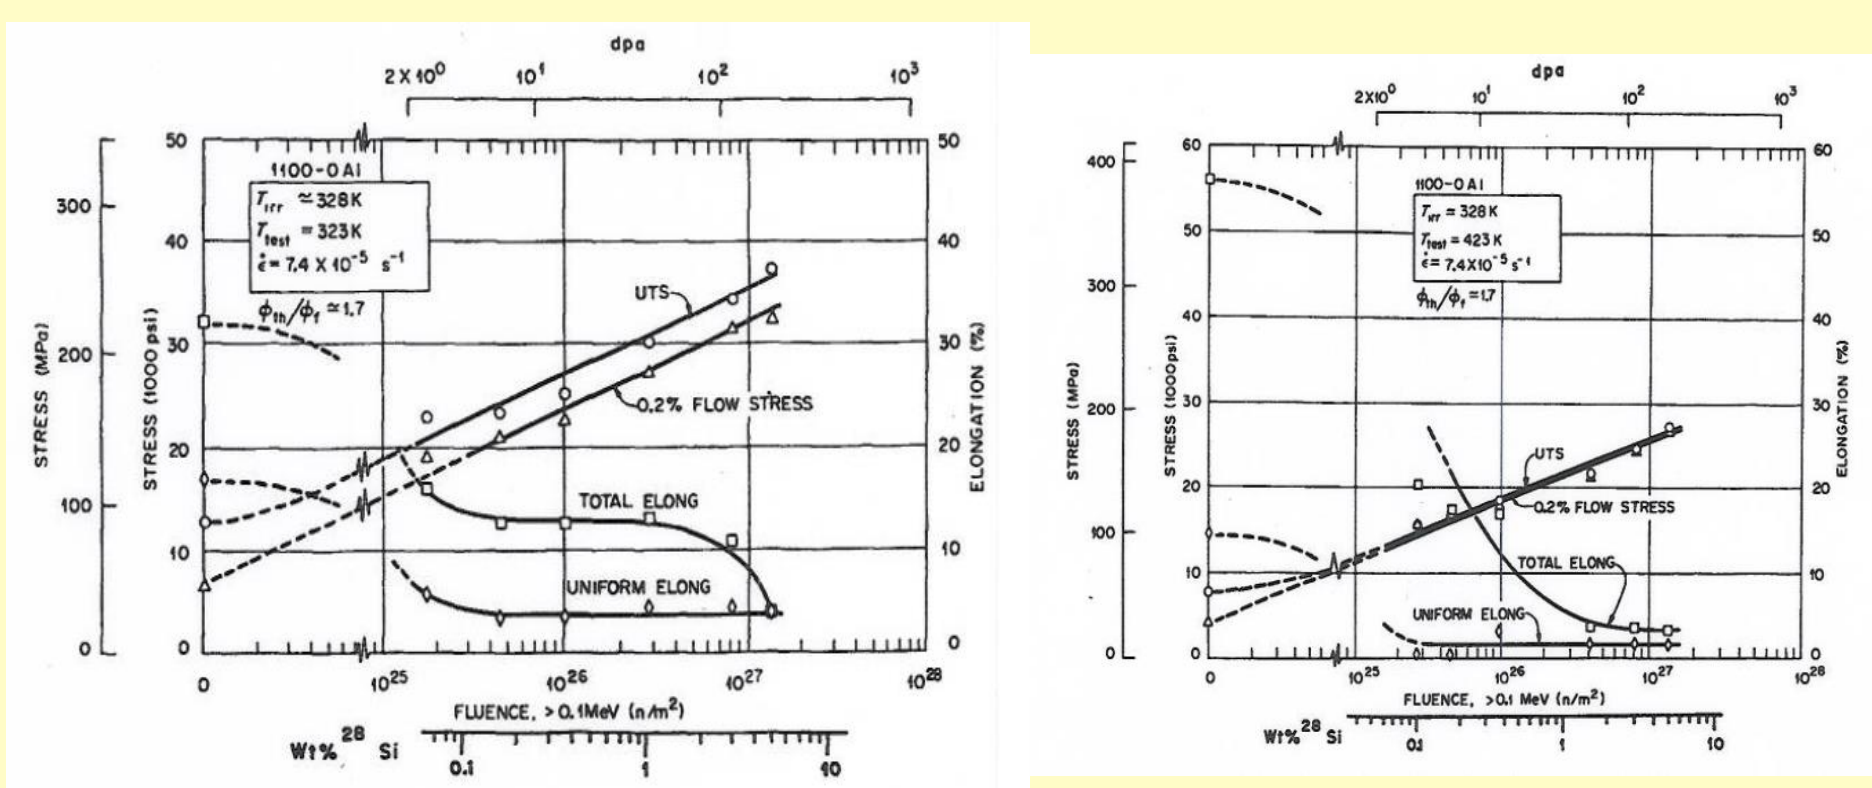 dpa
2X10⁰ 10¹ 10² 10³
50 50
1100-0 Al
T_irr ≃ 328K
T_test = 323K
ε̇ = 7.4 X 10⁻⁵ s⁻¹
ϕ_th/ϕ_f ≃ 1.7
300
40 40
UTS
30 30
200
0.2% FLOW STRESS
20 20
TOTAL ELONG
100
10 10
UNIFORM ELONG
0 0 0
STRESS (MPa)
STRESS (1000 psi)
ELONGATION (%)
0 10²⁵ 10²⁶ 10²⁷ 10²⁸
FLUENCE, >0.1MeV (n/m²)
Wt% ²⁸Si
0.1 1 10
dpa
2X10⁰ 10¹ 10² 10³
60 60
400
1100-0 Al
T_irr = 328K
T_test = 423 K
ε̇ = 7.4X10⁻⁵ s⁻¹
ϕ_th/ϕ_f = 1.7
50 50
300
40 40
30 30
200
UTS
20 20
0.2% FLOW STRESS
100
TOTAL ELONG
10 10
UNIFORM ELONG
0 0 0
STRESS (MPa)
STRESS (1000psi)
ELONGATION (%)
0 10²⁵ 10²⁶ 10²⁷ 10²⁸
FLUENCE, >0.1 MeV (n/m²)
Wt% ²⁸Si
0.1 1 10